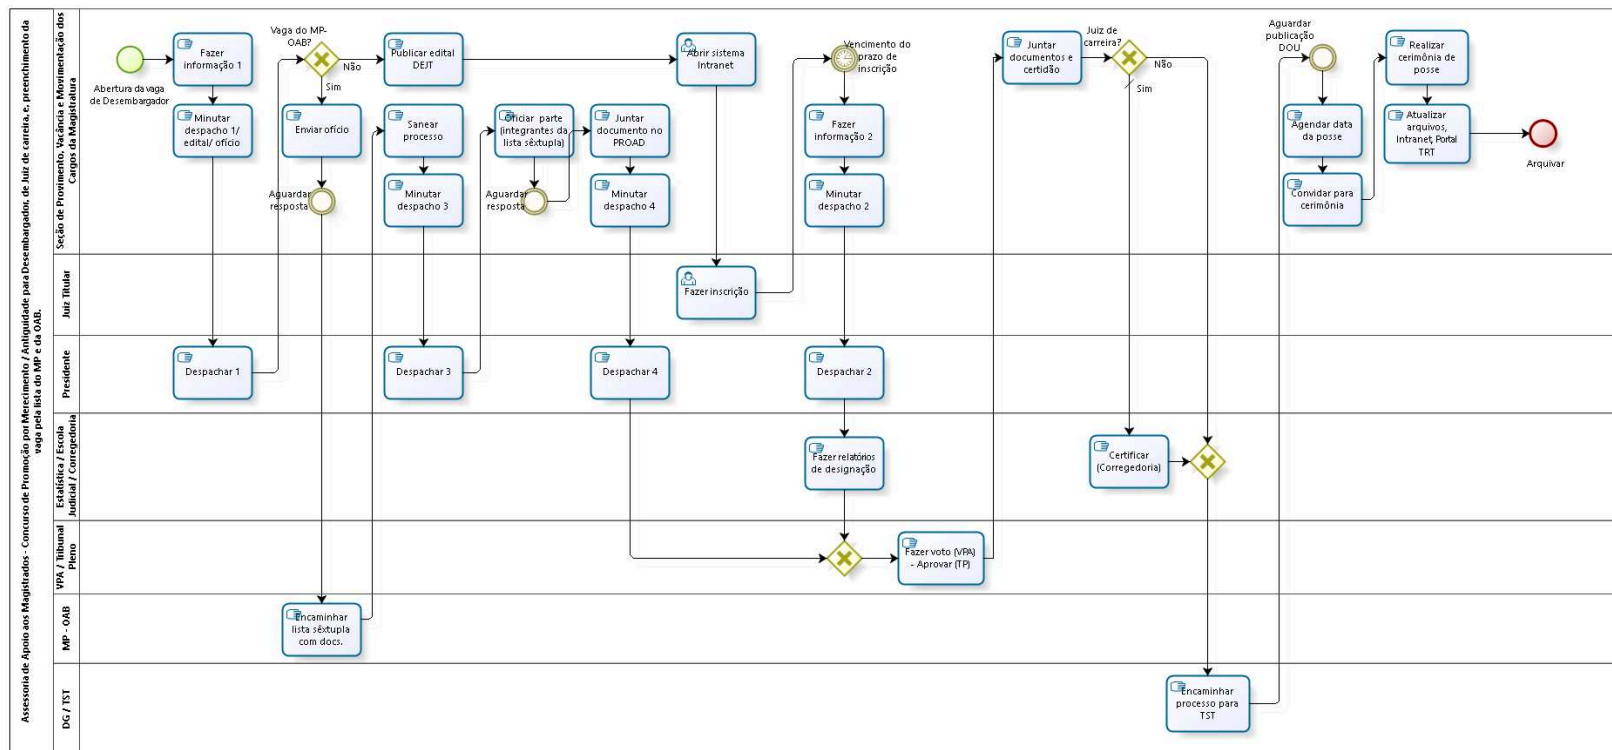 Assessoria de Apoio aos Magistrados - Concurso de Promoção por Merecimento / Antiguidade para Desembargador, de Juiz de carreira, e, preenchimento da
vaga pela lista do MP e da OAB.
Seção de Provimento, Vacância e Movimentação dos
Cargos da Magistratura
Abertura da vaga
de Desembargador
Fazer
informação 1
Minutar
despacho 1/
edital/ ofício
Vaga do MP-
OAB?
Não
Sim
Enviar ofício
Aguardar
resposta
Publicar edital
DEJT
Sanear
processo
Minutar
despacho 3
Oficiar parte
(integrantes da
lista sêxtupla)
Aguardar
resposta
Juntar
documento no
PROAD
Minutar
despacho 4
Abrir sistema
Intranet
Vencimento do
prazo de
inscrição
Fazer
informação 2
Minutar
despacho 2
Juntar
documentos e
certidão
Juiz de
carreira?
Não
Sim
Aguardar
publicação
DOU
Agendar data
da posse
Convidar para
cerimônia
Realizar
cerimônia de
posse
Atualizar
arquivos,
Intranet, Portal
TRT
Arquivar
Juiz Titular
Fazer inscrição
Presidente
Despachar 1
Despachar 3
Despachar 4
Despachar 2
Estatística / Escola
Judicial / Corregedoria
Fazer relatórios
de designação
Certificar
(Corregedoria)
VPA / Tribunal
Pleno
Fazer voto (VPA)
- Aprovar (TP)
MP - OAB
Encaminhar
lista sêxtupla
com docs.
DG / TST
Encaminhar
processo para
TST